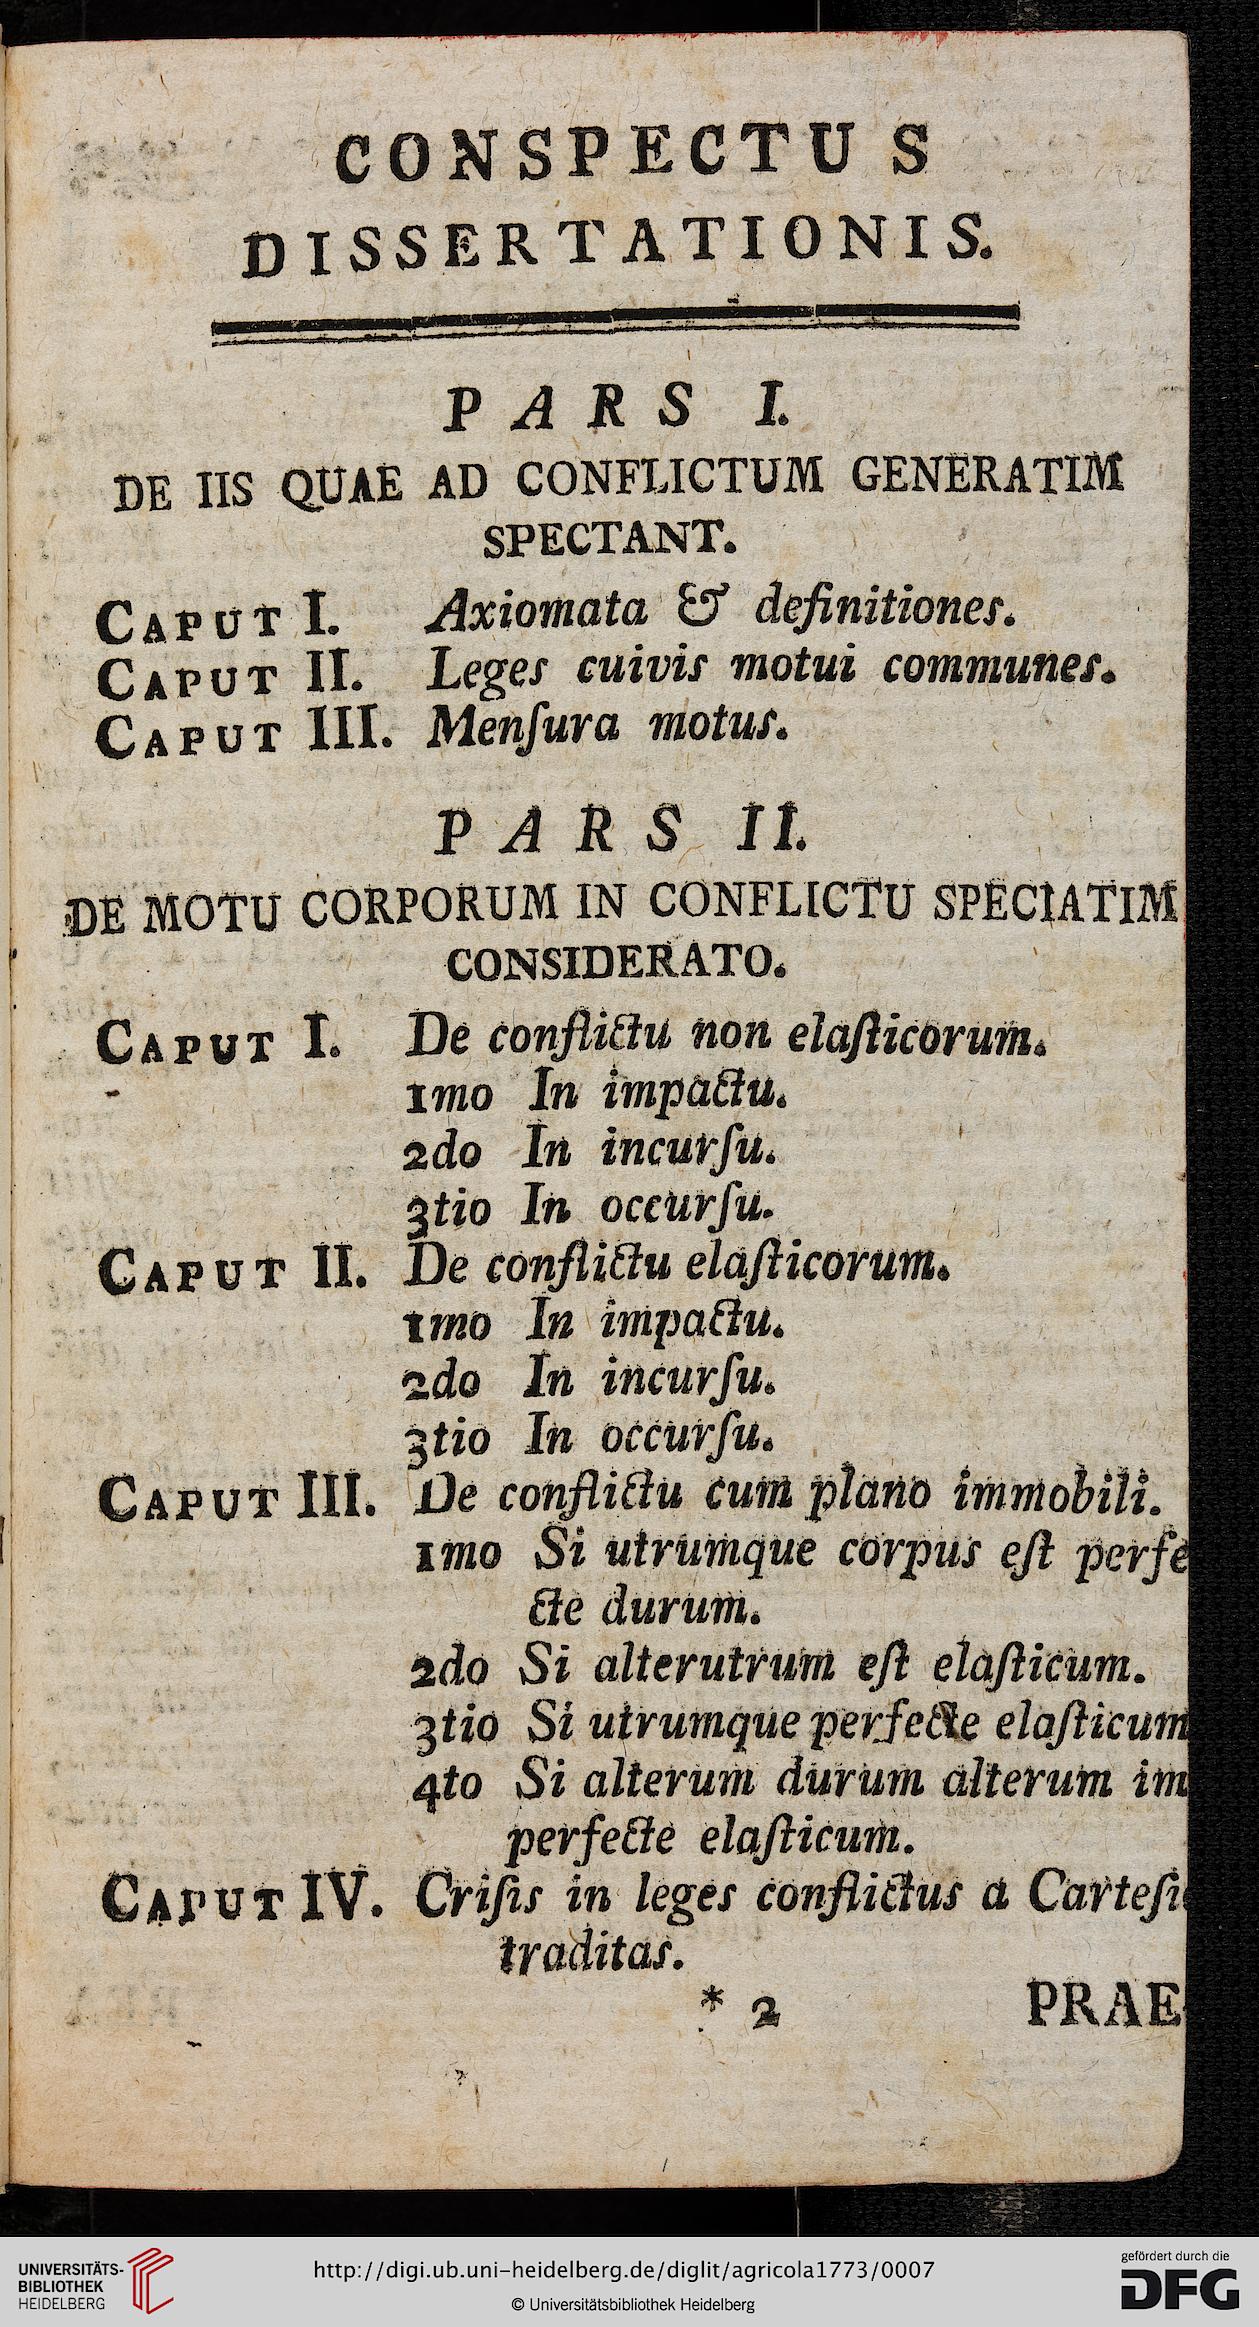 CONSPECTUS
DISSERTATIONIS.
PARS I.
DE IIS QUAE AD CONFLICTUM GENERATIM
SPECTANT.
CAPUT I. Axiomata & definitiones.
CAPUT II. Leges cuivis motui communes.
CAPUT III. Menſura motus.
PARS II.
DE MOTU CORPORUM IN CONFLICTU SPECIATIM
CONSIDERATO.
CAPUT I. De conflictu non elaſticorum.
1mo In impactu.
2do In incurſu.
3tio In occurſu.
CAPUT II. De conflictu elaſticorum.
1mo In impactu.
2do In incurſu.
3tio In occurſu.
CAPUT III. De conflictu cum plano immobili.
1mo Si utrumque corpus eſt perfe
cte durum.
2do Si alterutrum eſt elaſticum.
3tio Si utrumque perfecte elaſticum
4to Si alterum durum alterum im
perfecte elaſticum.
CAPUT IV. Criſis in leges conflictus a Carteſi
traditas.
* 2 PRAE-
UNIVERSITÄTS-
BIBLIOTHEK
HEIDELBERG
http://digi.ub.uni-heidelberg.de/diglit/agricola1773/0007
© Universitätsbibliothek Heidelberg
gefördert durch die
DFG